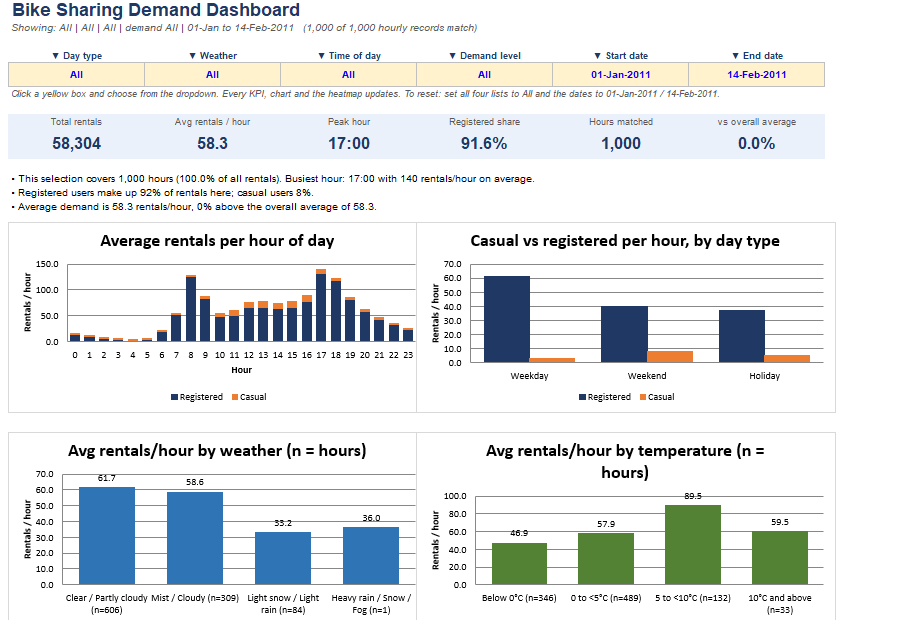 Bike Sharing Demand Dashboard
Showing: All | All | All | demand All | 01-Jan to 14-Feb-2011 (1,000 of 1,000 hourly records match)
▼ Day type ▼ Weather ▼ Time of day ▼ Demand level ▼ Start date ▼ End date
All All All All 01-Jan-2011 14-Feb-2011
Click a yellow box and choose from the dropdown. Every KPI, chart and the heatmap updates. To reset: set all four lists to All and the dates to 01-Jan-2011 / 14-Feb-2011.
Total rentals Avg rentals / hour Peak hour Registered share Hours matched vs overall average
58,304 58.3 17:00 91.6% 1,000 0.0%
• This selection covers 1,000 hours (100.0% of all rentals). Busiest hour: 17:00 with 140 rentals/hour on average.
• Registered users make up 92% of rentals here; casual users 8%.
• Average demand is 58.3 rentals/hour, 0% above the overall average of 58.3.
Average rentals per hour of day
Rentals / hour
150.0
100.0
50.0
0.0
0 1 2 3 4 5 6 7 8 9 10 11 12 13 14 15 16 17 18 19 20 21 22 23
Hour
Registered Casual
Casual vs registered per hour, by day type
Rentals / hour
70.0
60.0
50.0
40.0
30.0
20.0
10.0
0.0
Weekday Weekend Holiday
Registered Casual
Avg rentals/hour by weather (n = hours)
Rentals / hour
70.0
60.0
50.0
40.0
30.0
20.0
10.0
0.0
61.7 58.6 33.2 36.0
Clear / Partly cloudy Mist / Cloudy (n=309) Light snow / Light Heavy rain / Snow /
(n=606) rain (n=84) Fog (n=1)
Avg rentals/hour by temperature (n =
hours)
Rentals / hour
100.0
80.0
60.0
40.0
20.0
0.0
46.9 57.9 89.5 59.5
Below 0°C (n=346) 0 to <5°C (n=489) 5 to <10°C (n=132) 10°C and above
(n=33)